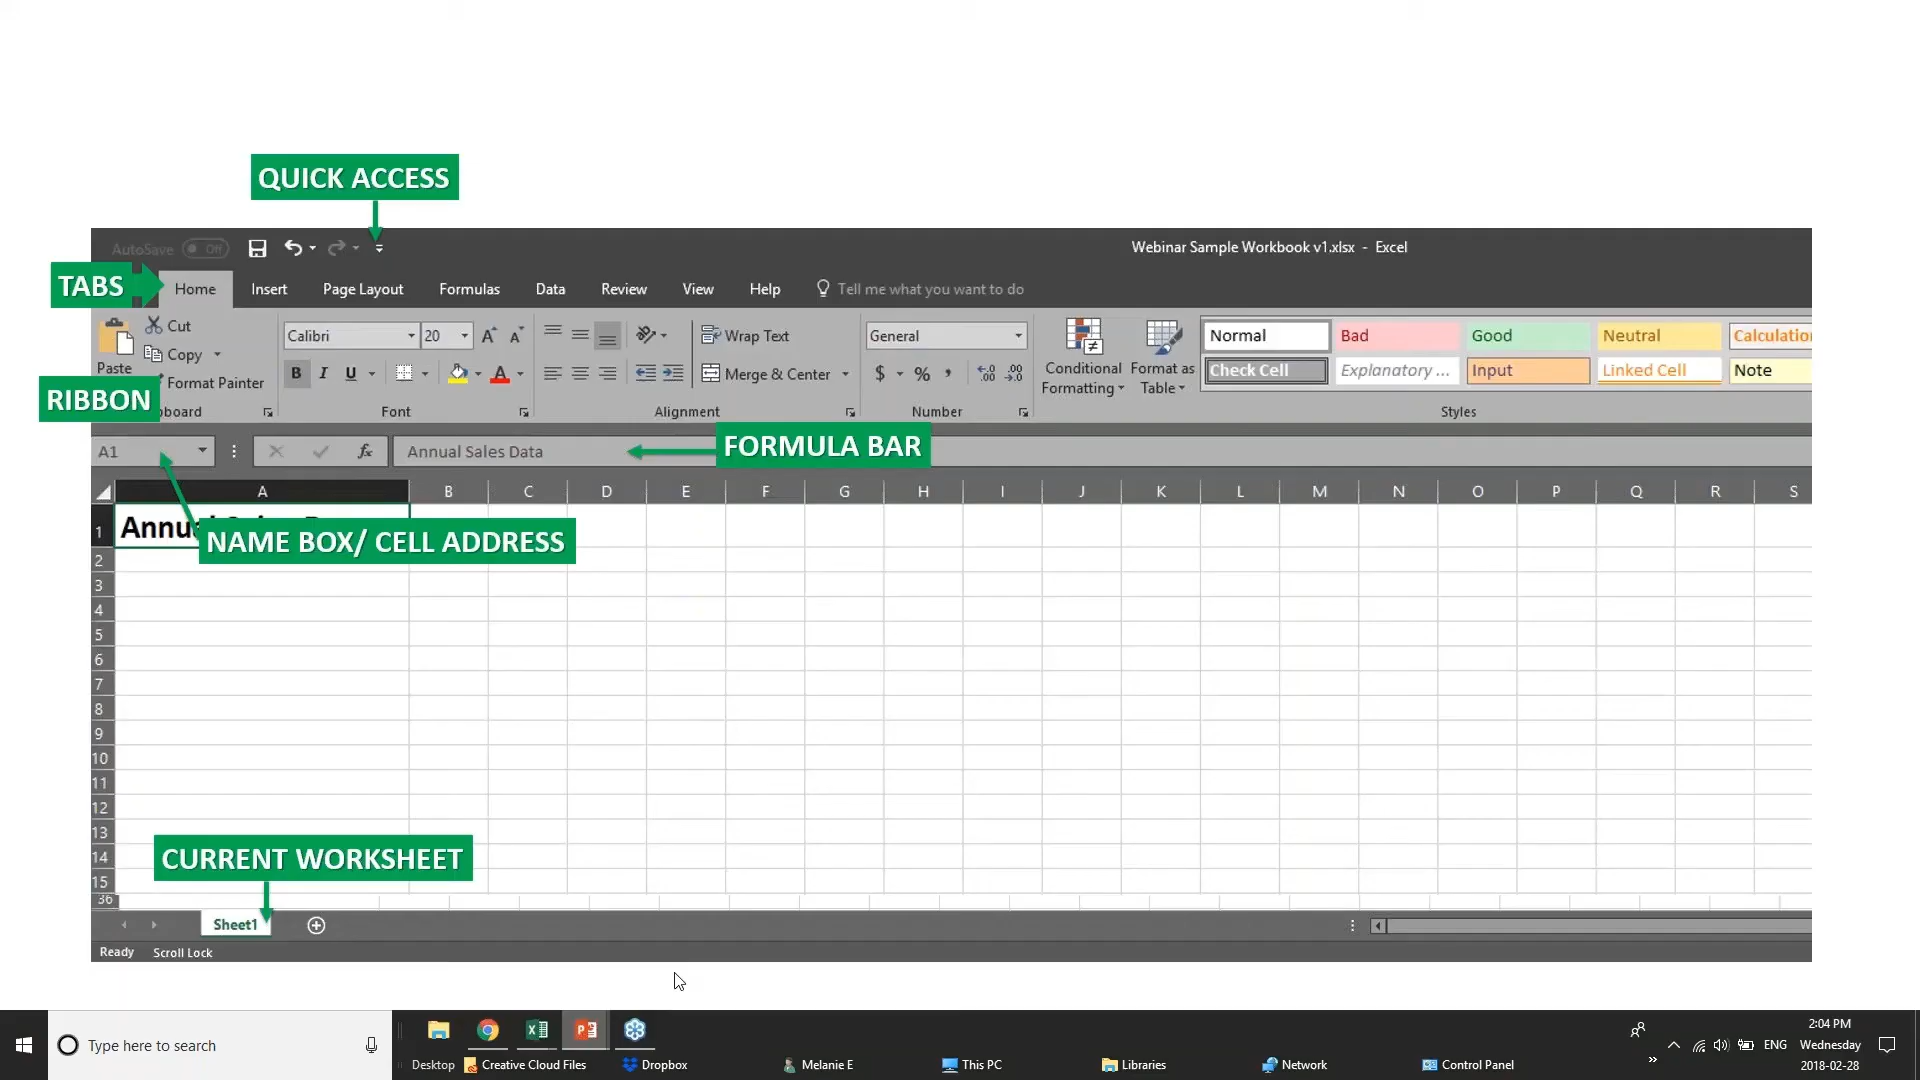 QUICK ACCESS
AutoSave Off
Webinar Sample Workbook v1.xlsx - Excel
TABS
Home Insert Page Layout Formulas Data Review View Help Tell me what you want to do
Cut
Copy
Format Painter
Paste
RIBBON
board
Calibri 20
B I U A
Font
Wrap Text
Merge & Center
Alignment
General
$ % ,
Number
Conditional Formatting
Format as Table
Normal Bad Good Neutral Calculation
Check Cell Explanatory ... Input Linked Cell Note
Styles
A1 fx Annual Sales Data
FORMULA BAR
A B C D E F G H I J K L M N O P Q R S
1 Annu
NAME BOX/ CELL ADDRESS
2
3
4
5
6
7
8
9
10
11
12
13
14
15
36
CURRENT WORKSHEET
Sheet1
Ready Scroll Lock
Type here to search
Desktop Creative Cloud Files Dropbox Melanie E This PC Libraries Network Control Panel
ENG
2:04 PM
Wednesday
2018-02-28